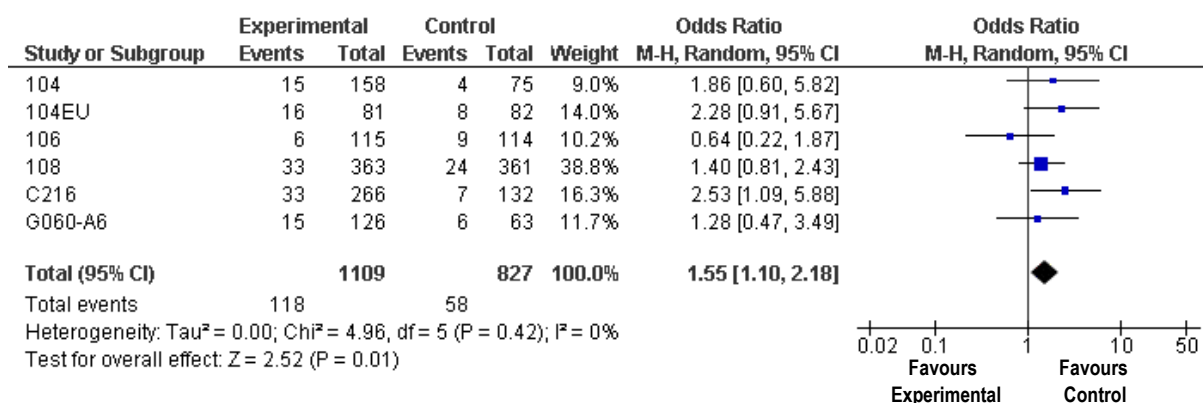 Experimental Control Odds Ratio Odds Ratio
Study or Subgroup Events Total Events Total Weight M-H, Random, 95% CI M-H, Random, 95% CI
104 15 158 4 75 9.0% 1.86 [0.60, 5.82]
104EU 16 81 8 82 14.0% 2.28 [0.91, 5.67]
106 6 115 9 114 10.2% 0.64 [0.22, 1.87]
108 33 363 24 361 38.8% 1.40 [0.81, 2.43]
C216 33 266 7 132 16.3% 2.53 [1.09, 5.88]
G060-A6 15 126 6 63 11.7% 1.28 [0.47, 3.49]
Total (95% CI) 1109 827 100.0% 1.55 [1.10, 2.18]
Total events 118 58
Heterogeneity: Tau² = 0.00; Chi² = 4.96, df = 5 (P = 0.42); I² = 0%
Test for overall effect: Z = 2.52 (P = 0.01)
0.02 0.1 1 10 50
Favours Experimental Favours Control